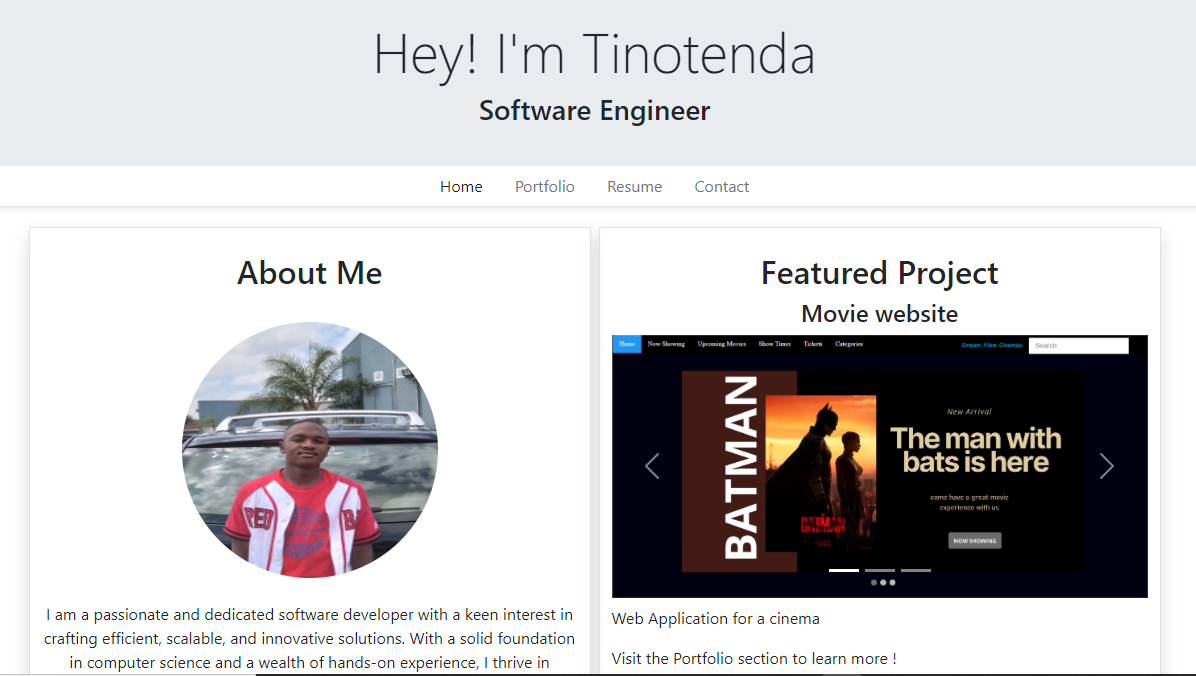 Hey! I'm Tinotenda
Software Engineer
Home Portfolio Resume Contact
About Me
RED
I am a passionate and dedicated software developer with a keen interest in
crafting efficient, scalable, and innovative solutions. With a solid foundation
in computer science and a wealth of hands-on experience, I thrive in
Featured Project
Movie website
Home Now Showing Upcoming Movies Show Times Tickets Categories Dream View Cinemas Search..
BATMAN
BATMAN
New Arrival
The man with
bats is here
come have a great movie
experience with us
NOW SHOWING
Web Application for a cinema
Visit the Portfolio section to learn more !